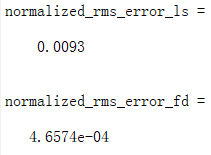 normalized_rms_error_ls =
0.0093
normalized_rms_error_fd =
4.6574e-04